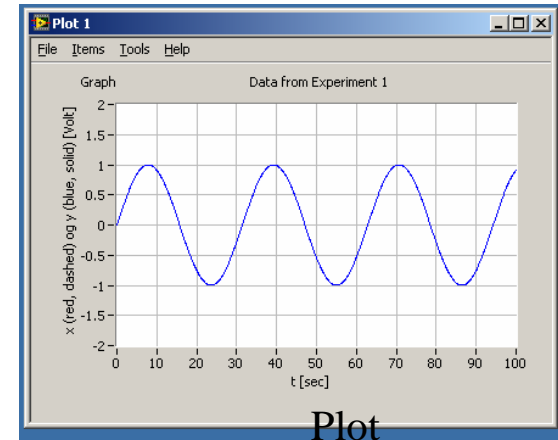 Plot 1
File Items Tools Help
Graph Data from Experiment 1
x (red, dashed) og y (blue, solid) [Volt]
2
1.5
1
0.5
0
-0.5
-1
-1.5
-2
0 10 20 30 40 50 60 70 80 90 100
t [sec]
Plot